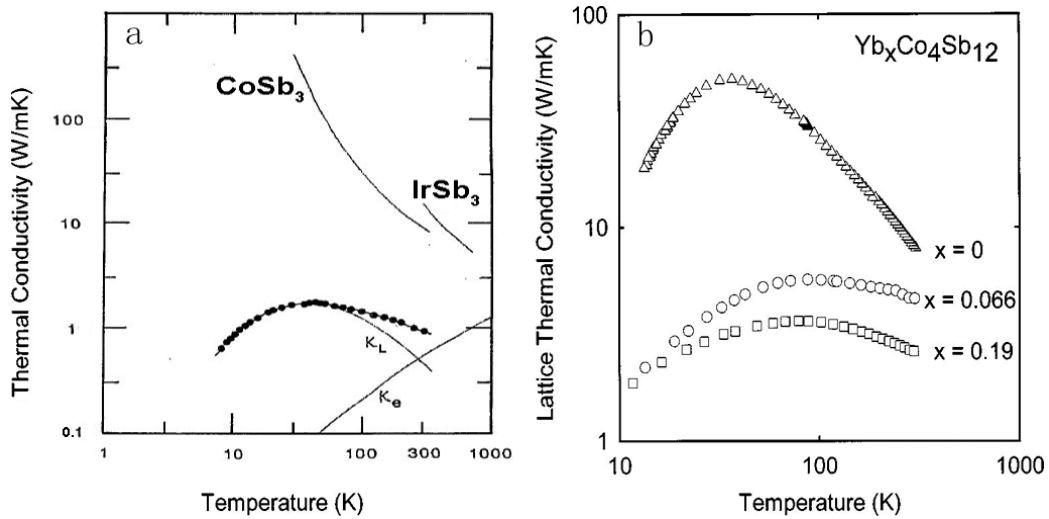 a
Thermal Conductivity (W/mK)
100
10
1
0.1
CoSb3
IrSb3
KL
Ke
1
10
100
300
1000
Temperature (K)
b
YbxCo4Sb12
Lattice Thermal Conductivity (W/mK)
100
10
1
x = 0
x = 0.066
x = 0.19
10
100
1000
Temperature (K)